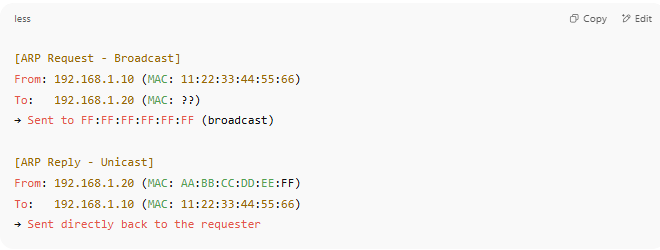 less
Copy
Edit
[ARP Request - Broadcast]
From: 192.168.1.10 (MAC: 11:22:33:44:55:66)
To:   192.168.1.20 (MAC: ??)
→ Sent to FF:FF:FF:FF:FF:FF (broadcast)
[ARP Reply - Unicast]
From: 192.168.1.20 (MAC: AA:BB:CC:DD:EE:FF)
To:   192.168.1.10 (MAC: 11:22:33:44:55:66)
→ Sent directly back to the requester